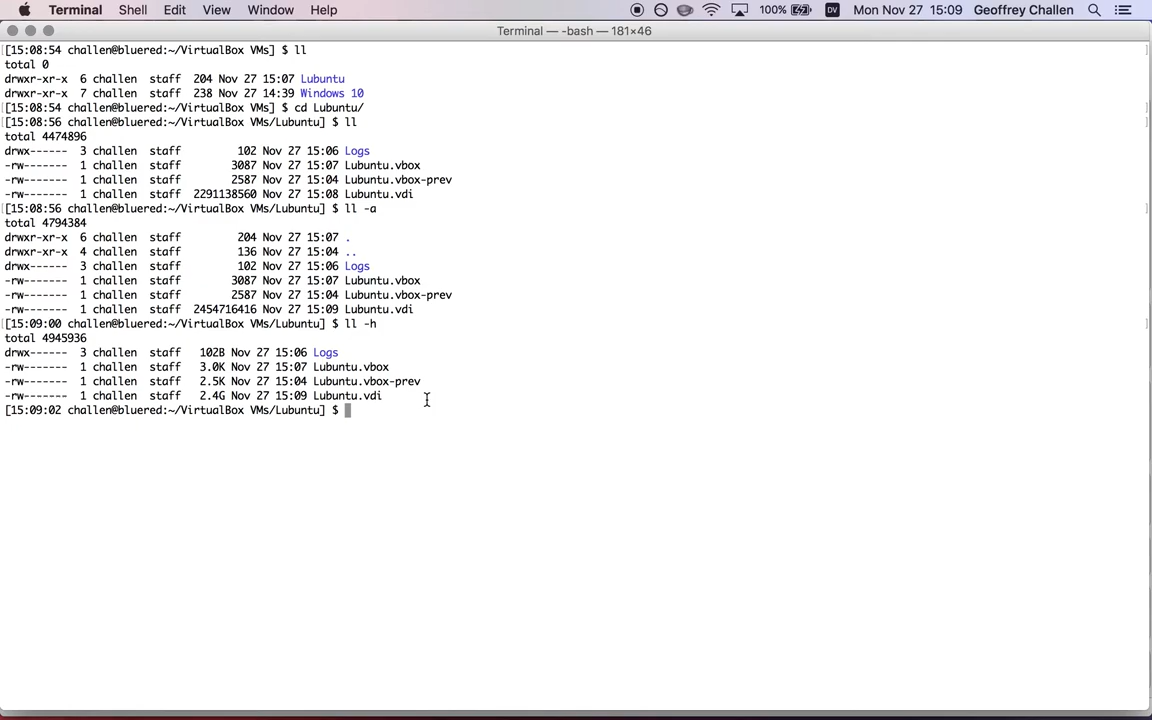 Terminal Shell Edit View Window Help 100% DV Mon Nov 27 15:09 Geoffrey Challen
Terminal — -bash — 181×46
[15:08:54 challen@bluered:~/VirtualBox VMs] $ ll
total 0
drwxr-xr-x 6 challen staff 204 Nov 27 15:07 Lubuntu
drwxr-xr-x 7 challen staff 238 Nov 27 14:39 Windows 10
[15:08:54 challen@bluered:~/VirtualBox VMs] $ cd Lubuntu/
[15:08:56 challen@bluered:~/VirtualBox VMs/Lubuntu] $ ll
total 4474896
drwx------ 3 challen staff 102 Nov 27 15:06 Logs
-rw------- 1 challen staff 3087 Nov 27 15:07 Lubuntu.vbox
-rw------- 1 challen staff 2587 Nov 27 15:04 Lubuntu.vbox-prev
-rw------- 1 challen staff 2291138560 Nov 27 15:08 Lubuntu.vdi
[15:08:56 challen@bluered:~/VirtualBox VMs/Lubuntu] $ ll -a
total 4794384
drwxr-xr-x 6 challen staff 204 Nov 27 15:07 .
drwxr-xr-x 4 challen staff 136 Nov 27 15:04 ..
drwx------ 3 challen staff 102 Nov 27 15:06 Logs
-rw------- 1 challen staff 3087 Nov 27 15:07 Lubuntu.vbox
-rw------- 1 challen staff 2587 Nov 27 15:04 Lubuntu.vbox-prev
-rw------- 1 challen staff 2454716416 Nov 27 15:09 Lubuntu.vdi
[15:09:00 challen@bluered:~/VirtualBox VMs/Lubuntu] $ ll -h
total 4945936
drwx------ 3 challen staff 102B Nov 27 15:06 Logs
-rw------- 1 challen staff 3.0K Nov 27 15:07 Lubuntu.vbox
-rw------- 1 challen staff 2.5K Nov 27 15:04 Lubuntu.vbox-prev
-rw------- 1 challen staff 2.4G Nov 27 15:09 Lubuntu.vdi
[15:09:02 challen@bluered:~/VirtualBox VMs/Lubuntu] $